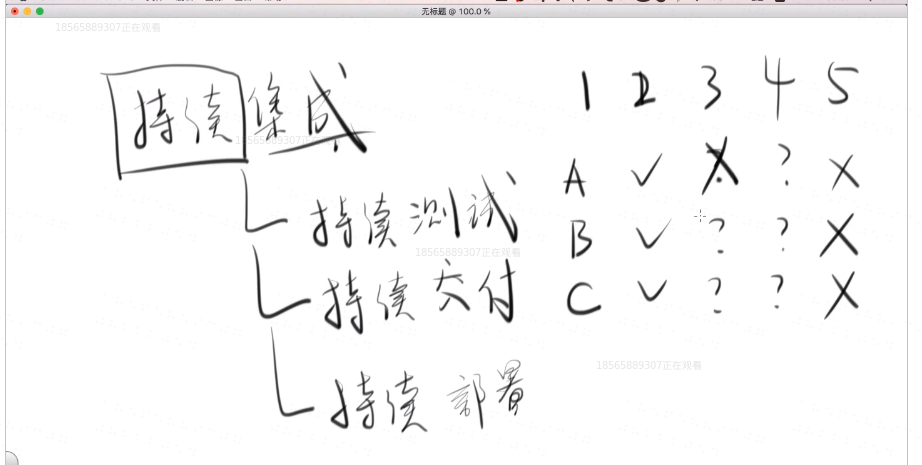 无标题 @ 100.0 %
18565889307正在观看
持续集成
18565889307正在观看
持续测试
18565889307正在观看
持续交付
持续部署
1 2 3 4 5
A ✓ X ? X
B ✓ ? ? X
C ✓ ? ? X
18565889307正在观看